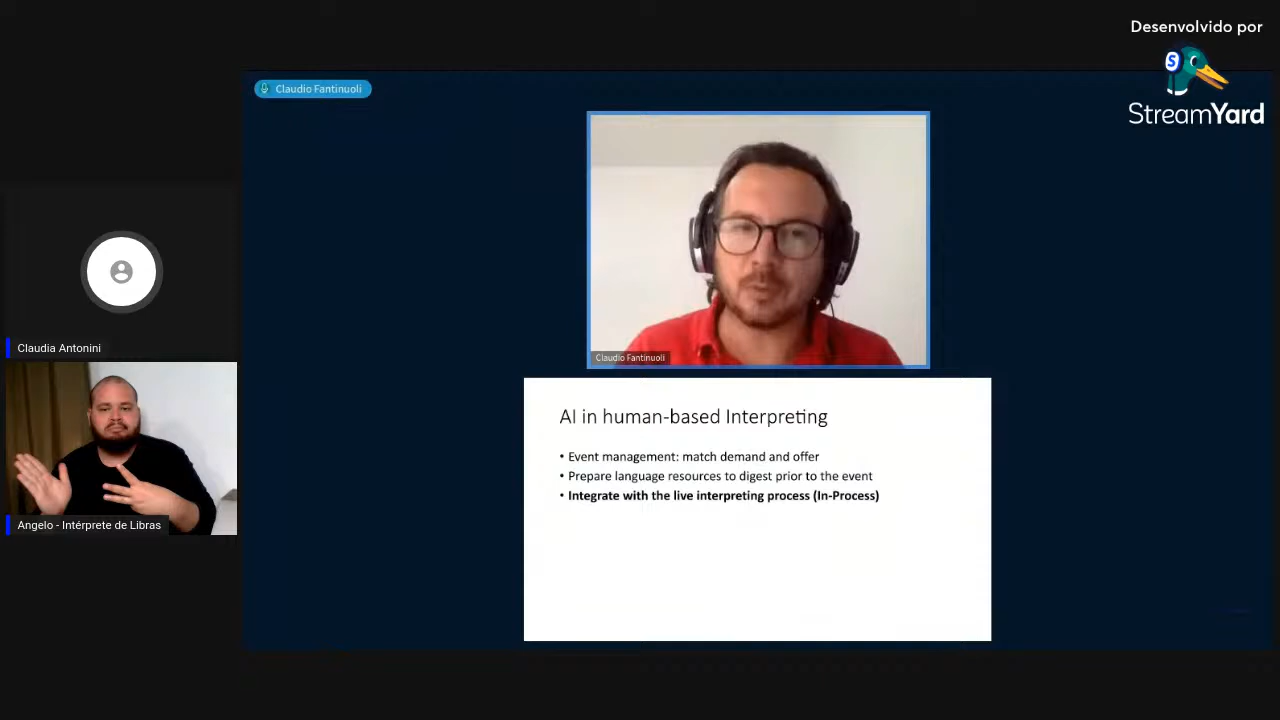 Desenvolvido por
StreamYard
Claudio Fantinuoli
Claudio Fantinuoli
Claudia Antonini
Angelo - Intérprete de Libras
AI in human-based Interpreting
• Event management: match demand and offer
• Prepare language resources to digest prior to the event
• Integrate with the live interpreting process (In-Process)